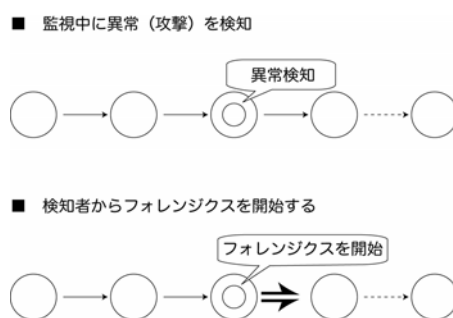 ■ 監視中に異常（攻撃）を検知
異常検知
■ 検知者からフォレンジクスを開始する
フォレンジクスを開始